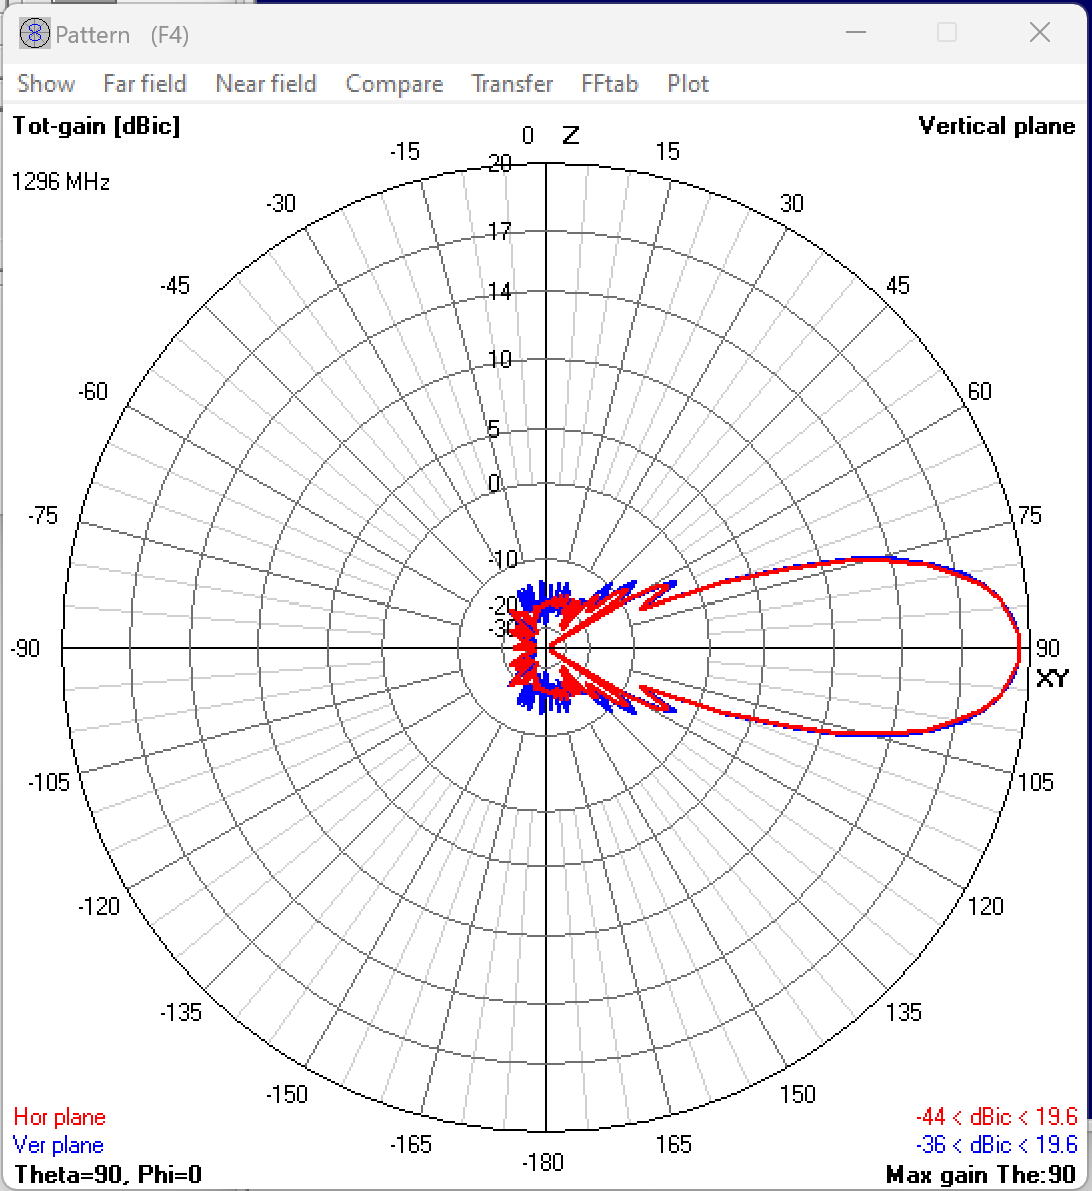 Pattern (F4)
Show Far field Near field Compare Transfer FFtab Plot
Tot-gain [dBic]
Vertical plane
1296 MHz
0 Z
-15 15
20
-30 30
17
-45 45
14
10
-60 60
5
0
-75 75
-10
-20
-30
-90 90
XY
-105 105
-120 120
-135 135
-150 150
-165 165
-180
Hor plane
-44 < dBic < 19.6
Ver plane
-36 < dBic < 19.6
Theta=90, Phi=0
Max gain The:90